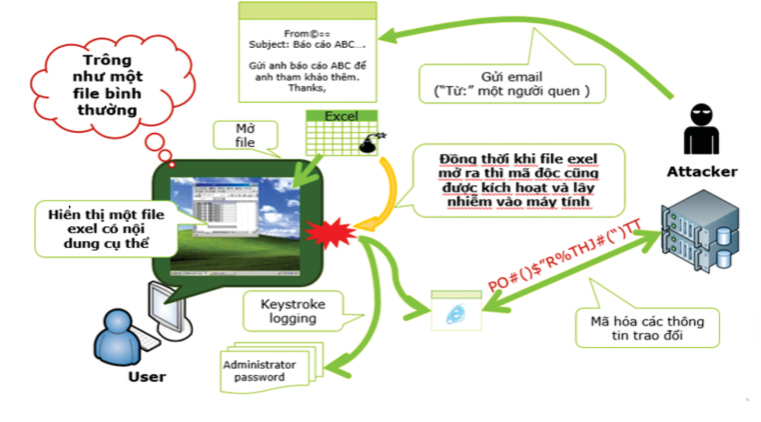 From©==
Subject: Báo cáo ABC….
Gửi anh báo cáo ABC để
anh tham khảo thêm.
Thanks,
Trông
như một
file bình
thưởng
Gửi email
("Từ:" một người quen )
Mở
file
Excel
Attacker
Đồng thời khi file exel
mở ra thì mã độc cũng
được kích hoạt và lây
nhiễm vào máy tính
Hiển thị một file
exel có nội
dung cụ thể
PO#()$"R%THJ#(")TT
Keystroke
logging
Mã hóa các thông
tin trao đổi
Administrator
password
User